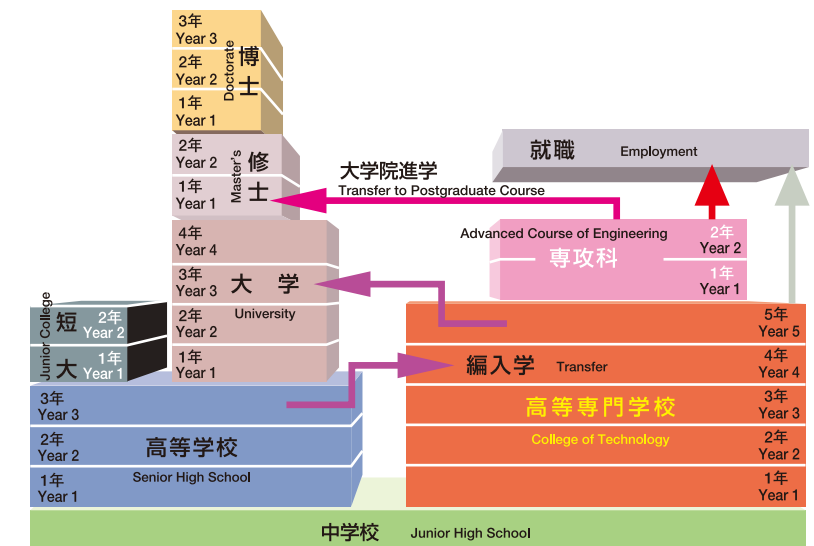 3年
Year 3
2年
Year 2
1年
Year 1
博士
Doctorate
2年
Year 2
1年
Year 1
修士
Master's
大学院進学
Transfer to Postgraduate Course
就職 Employment
4年
Year 4
3年
Year 3
2年
Year 2
1年
Year 1
大学
University
Advanced Course of Engineering
専攻科
2年
Year 2
1年
Year 1
Junior College
短大
2年
Year 2
1年
Year 1
5年
Year 5
4年
Year 4
3年
Year 3
2年
Year 2
1年
Year 1
編入学 Transfer
高等専門学校
College of Technology
3年
Year 3
2年
Year 2
1年
Year 1
高等学校
Senior High School
中学校 Junior High School